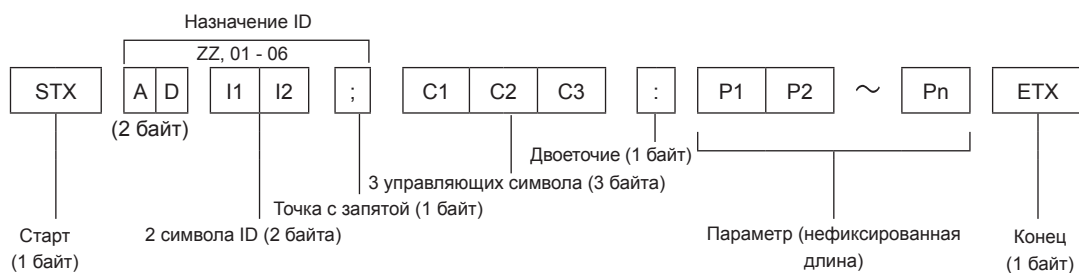 Назначение ID
ZZ, 01 - 06
STX A D I1 I2 ; C1 C2 C3 : P1 P2 ～ Pn ETX
(2 байт)
Двоеточие (1 байт)
3 управляющих символа (3 байта)
Точка с запятой (1 байт)
Старт
(1 байт)
2 символа ID (2 байта)
Параметр (нефиксированная
длина)
Конец
(1 байт)